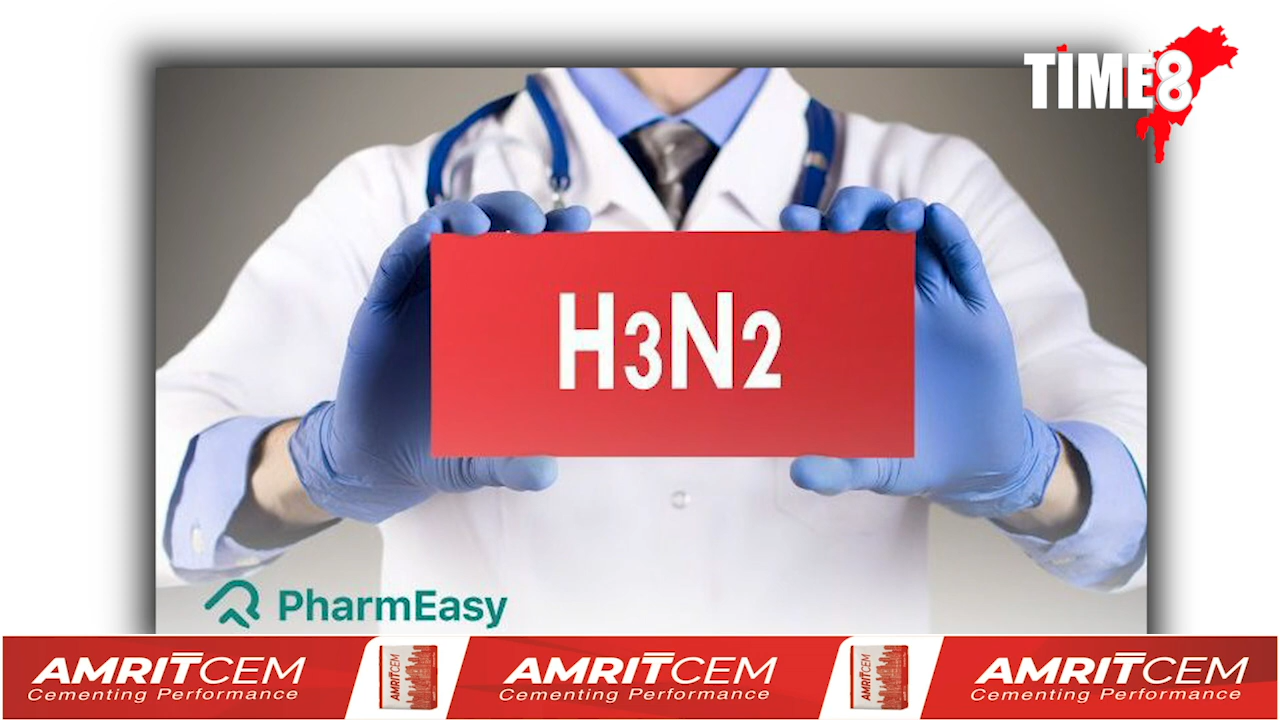 TIME8
H3N2
PharmEasy
AMRITCEM
Cementing Performance
AMRITCEM
AMRITCEM
Cementing Performance
AMRITCEM
AMRITCEM
Cementing Performance